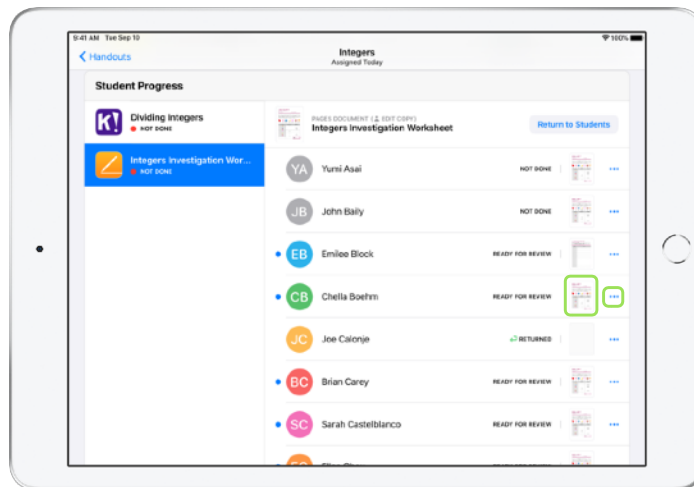 9:41 AM Tue Sep 10
100%
Handouts
Integers
Assigned Today
Student Progress
K!
Dividing Integers
NOT DONE
Integers Investigation Wor...
NOT DONE
PAGES DOCUMENT (EDIT COPY)
Integers Investigation Worksheet
Return to Students
YA Yumi Asai NOT DONE
JB John Baily NOT DONE
EB Emilee Block READY FOR REVIEW
CB Chella Boehm READY FOR REVIEW
JC Joe Calonje RETURNED
BC Brian Carey READY FOR REVIEW
SC Sarah Castelblanco READY FOR REVIEW